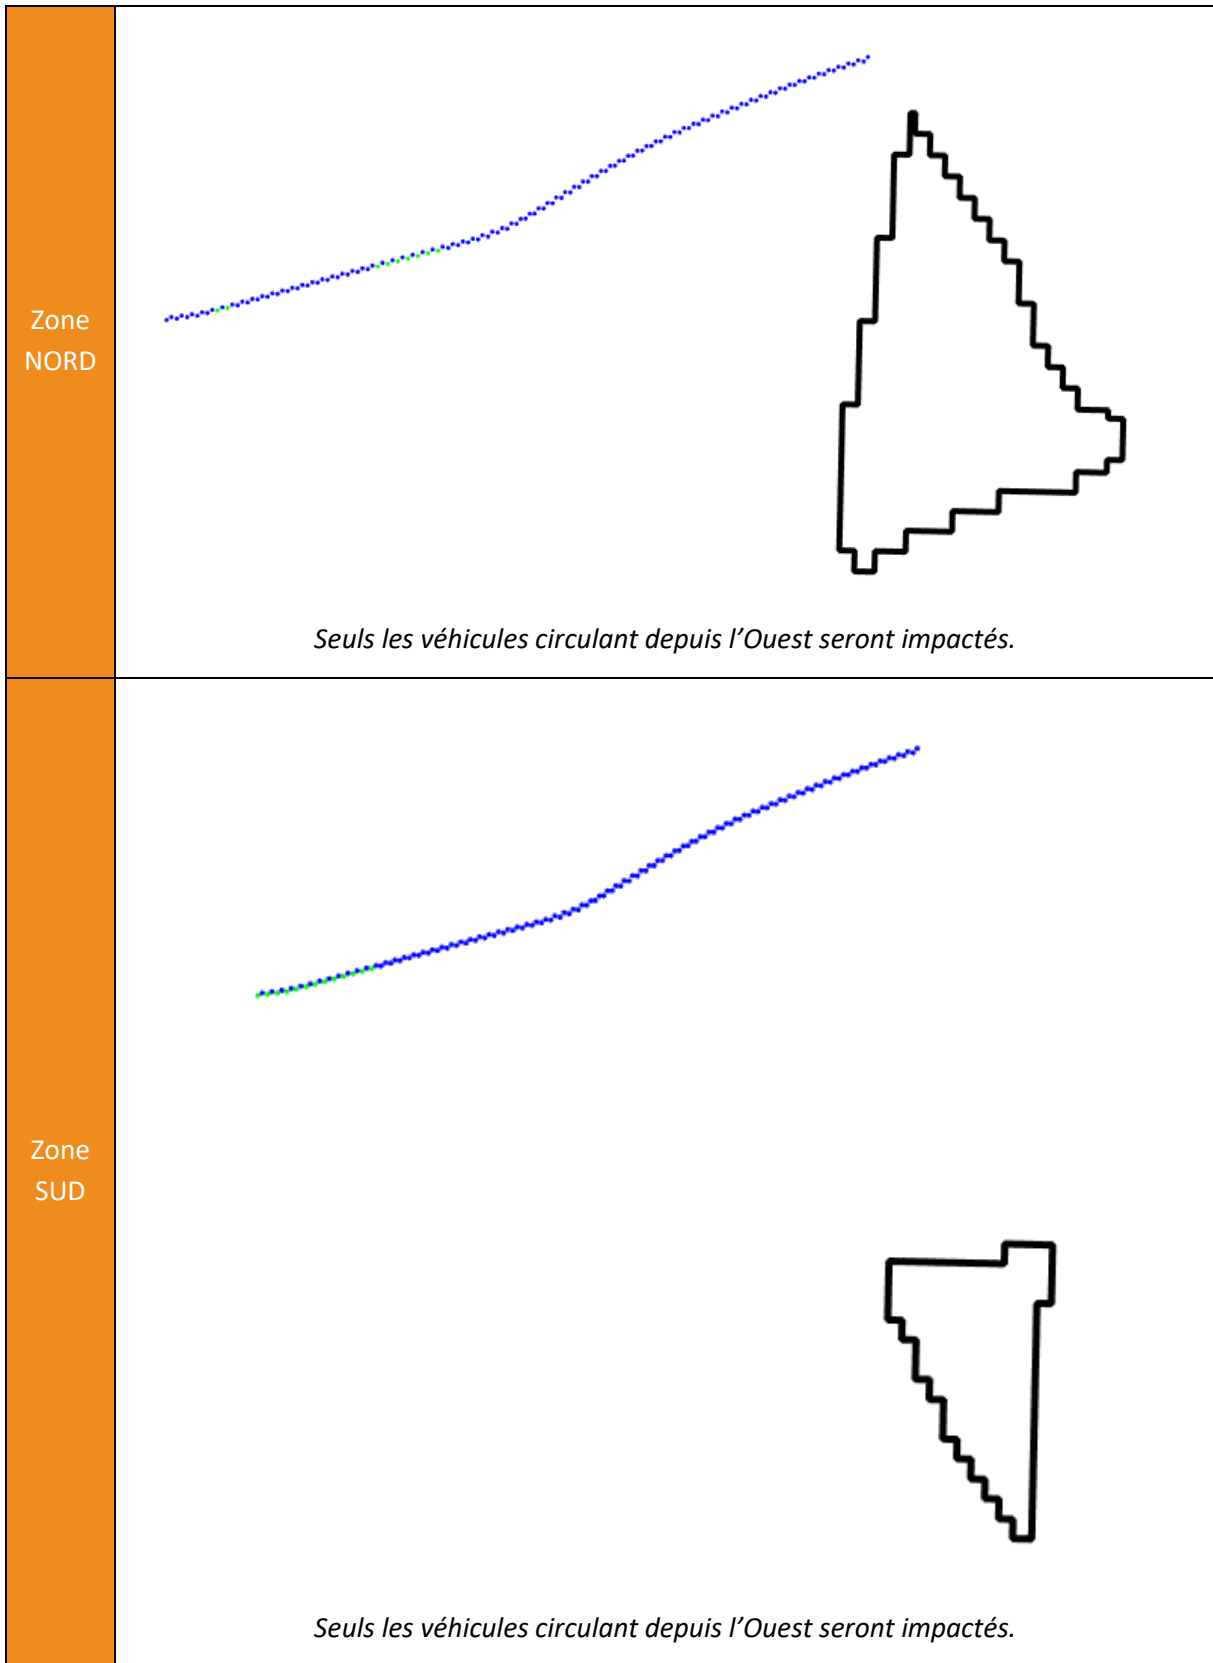 Zone
NORD
Seuls les véhicules circulant depuis l’Ouest seront impactés.
Zone
SUD
Seuls les véhicules circulant depuis l’Ouest seront impactés.